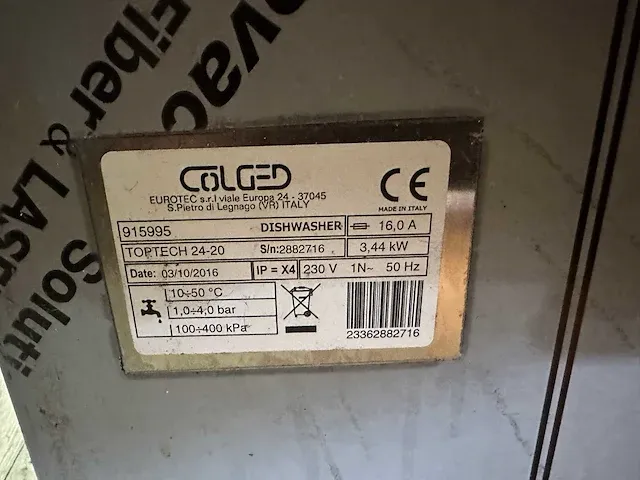 ovac
Fiber & LAS
Soluti
COLGED
EUROTEC s.r.l viale Europa 24 - 37045
S.Pietro di Legnago (VR) ITALY
CE
MADE IN ITALY
915995 DISHWASHER 16,0 A
TOPTECH 24-20 S/n:2882716 3,44 kW
Date: 03/10/2016 IP = X4 230 V 1N~ 50 Hz
10÷50 °C
1,0÷4,0 bar
100÷400 kPa
23362882716